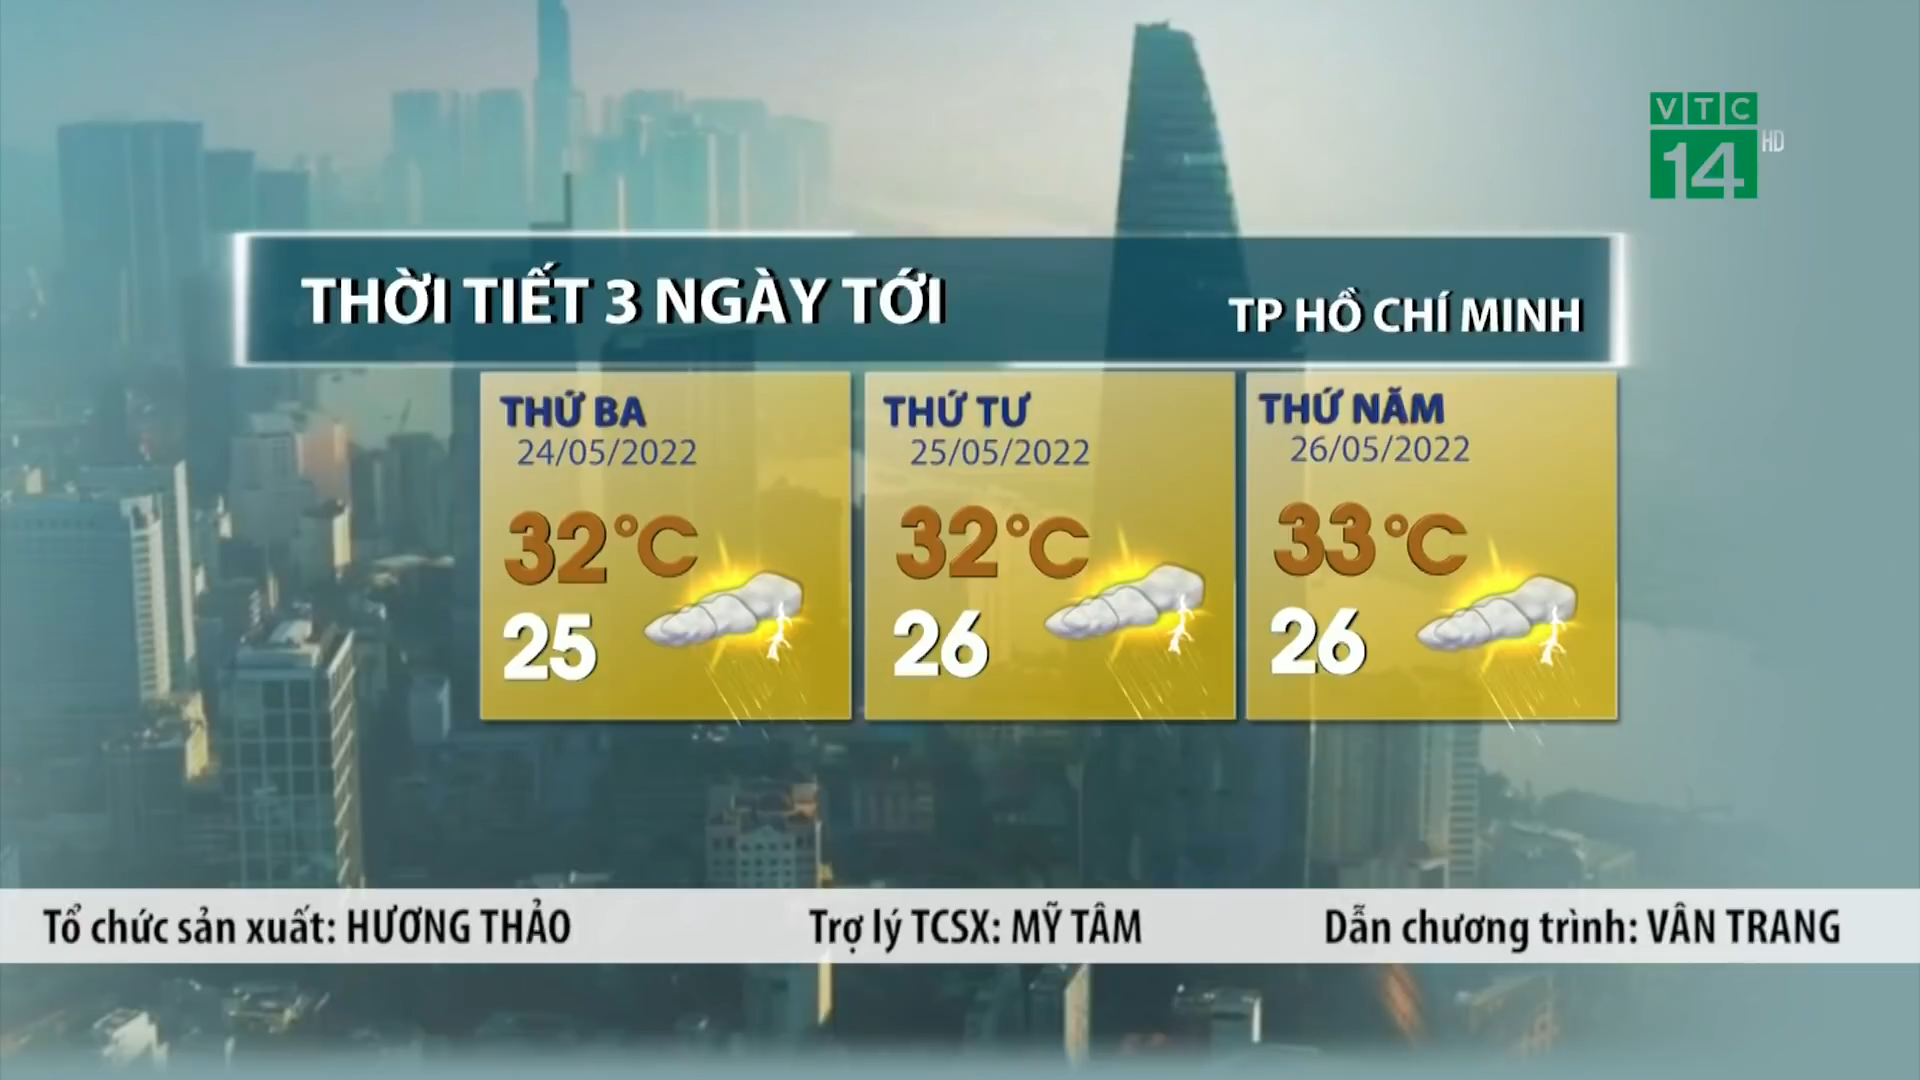 VTC
14 HD
THỜI TIẾT 3 NGÀY TỚI
TP HỒ CHÍ MINH
THỨ BA
24/05/2022
32°C
25
THỨ TƯ
25/05/2022
32°C
26
THỨ NĂM
26/05/2022
33°C
26
Tổ chức sản xuất: HƯƠNG THẢO
Trợ lý TCSX: MỸ TÂM
Dẫn chương trình: VÂN TRANG